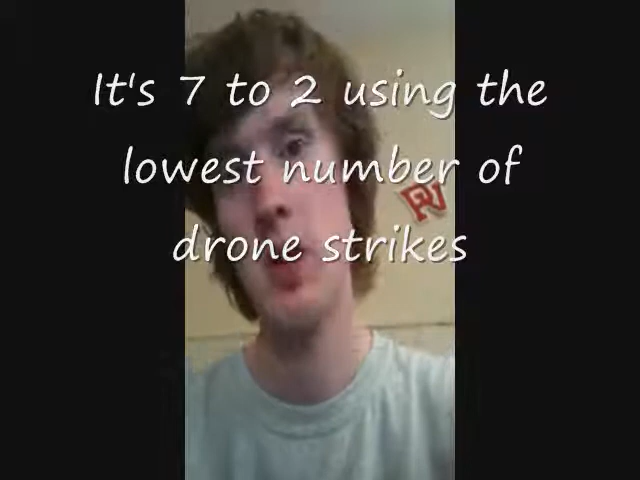 It's 7 to 2 using the
lowest number of
drone strikes